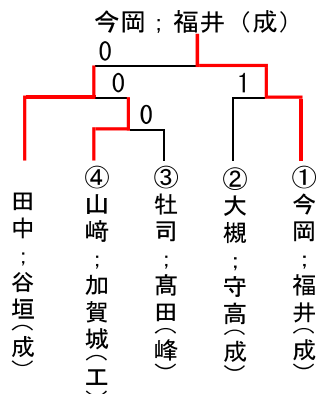 今岡；福井（成）
0
0
1
0
田中；谷垣（成）
④山﨑；加賀城（工）
③牡司；髙田（峰）
②大槻；守高（成）
①今岡；福井（成）